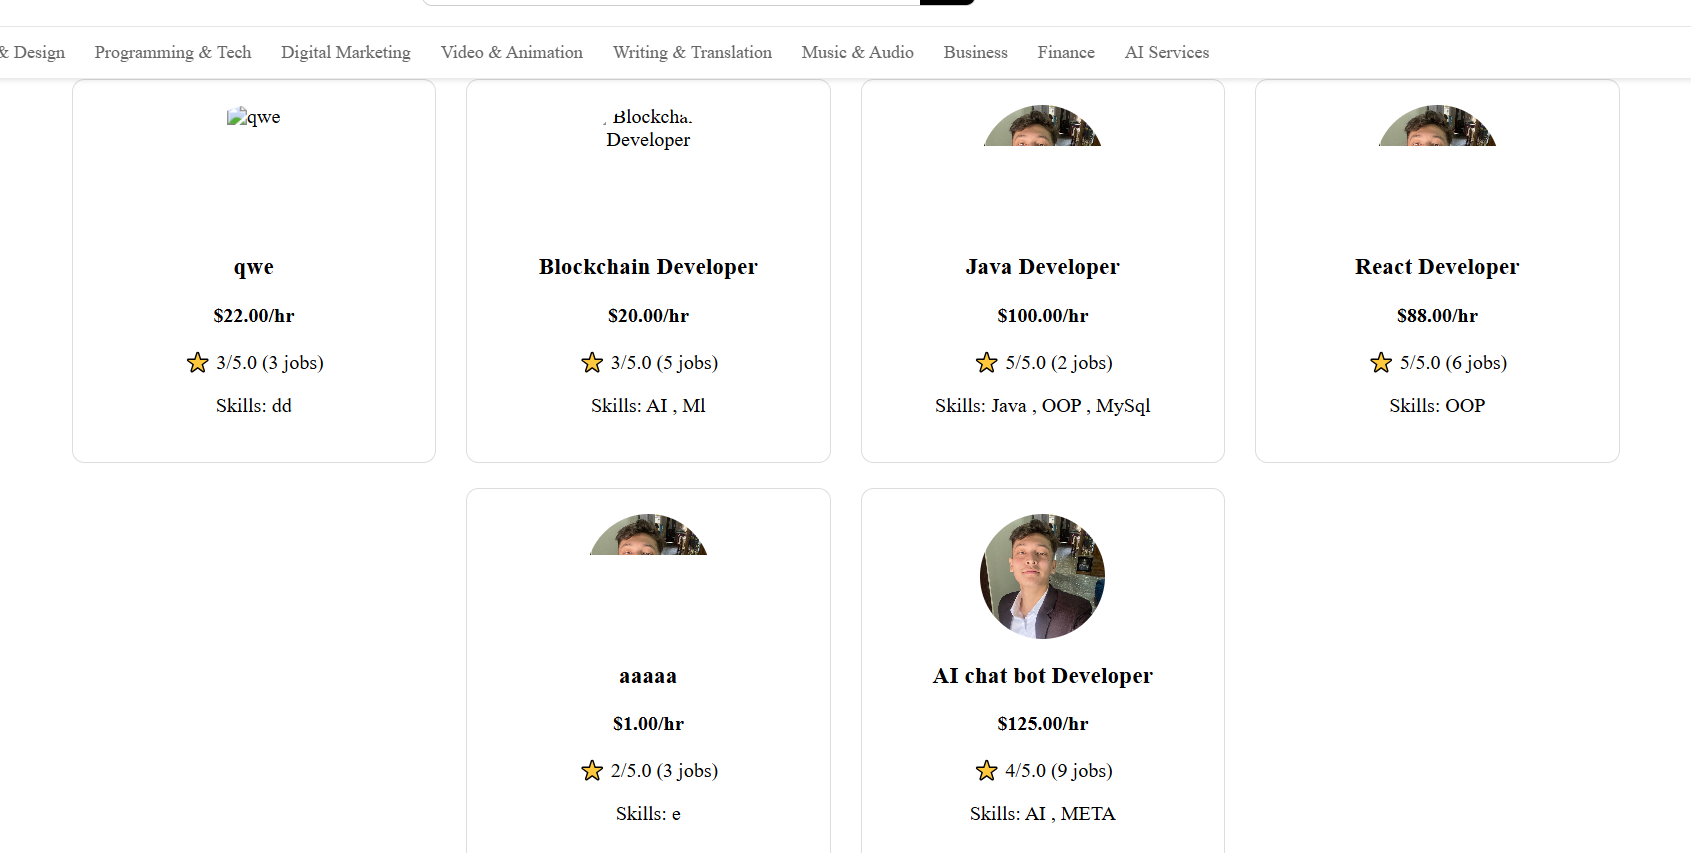 & Design Programming & Tech Digital Marketing Video & Animation Writing & Translation Music & Audio Business Finance AI Services
qwe
qwe
$22.00/hr
3/5.0 (3 jobs)
Skills: dd
Blockcha
Developer
Blockchain Developer
$20.00/hr
3/5.0 (5 jobs)
Skills: AI , Ml
Java Developer
$100.00/hr
5/5.0 (2 jobs)
Skills: Java , OOP , MySql
React Developer
$88.00/hr
5/5.0 (6 jobs)
Skills: OOP
aaaaa
$1.00/hr
2/5.0 (3 jobs)
Skills: e
AI chat bot Developer
$125.00/hr
4/5.0 (9 jobs)
Skills: AI , META